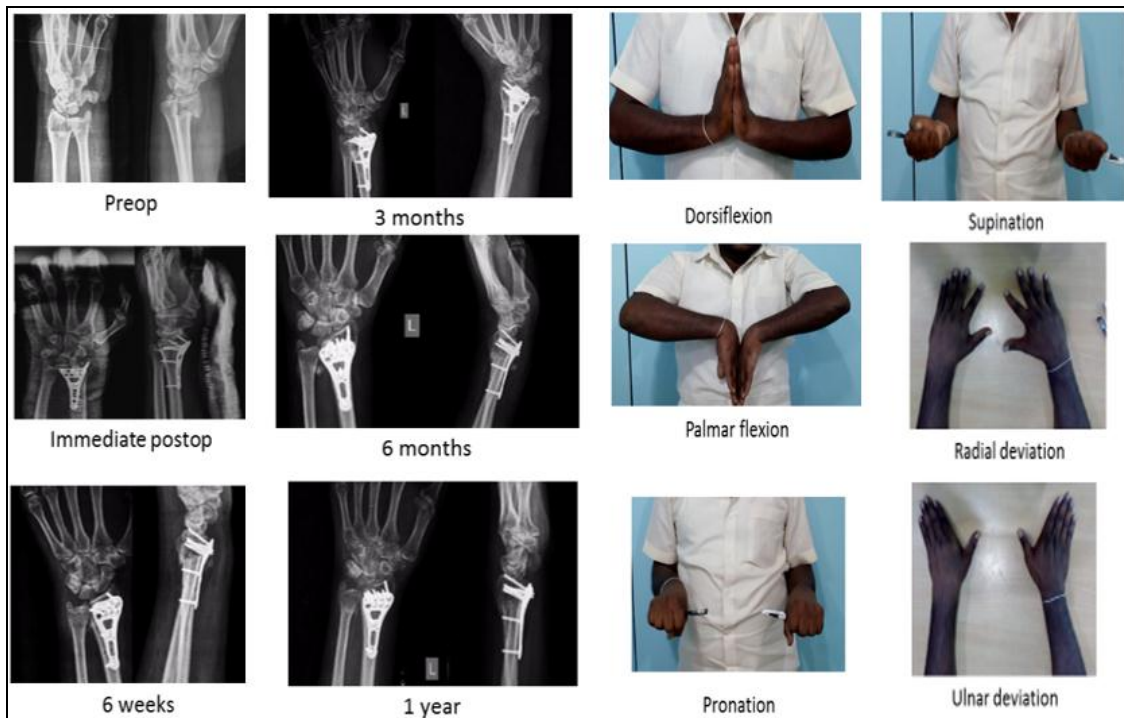 Preop
3 months
Dorsiflexion
Supination
L
Immediate postop
6 months
Palmar flexion
Radial deviation
L
6 weeks
1 year
Pronation
Ulnar deviation
L